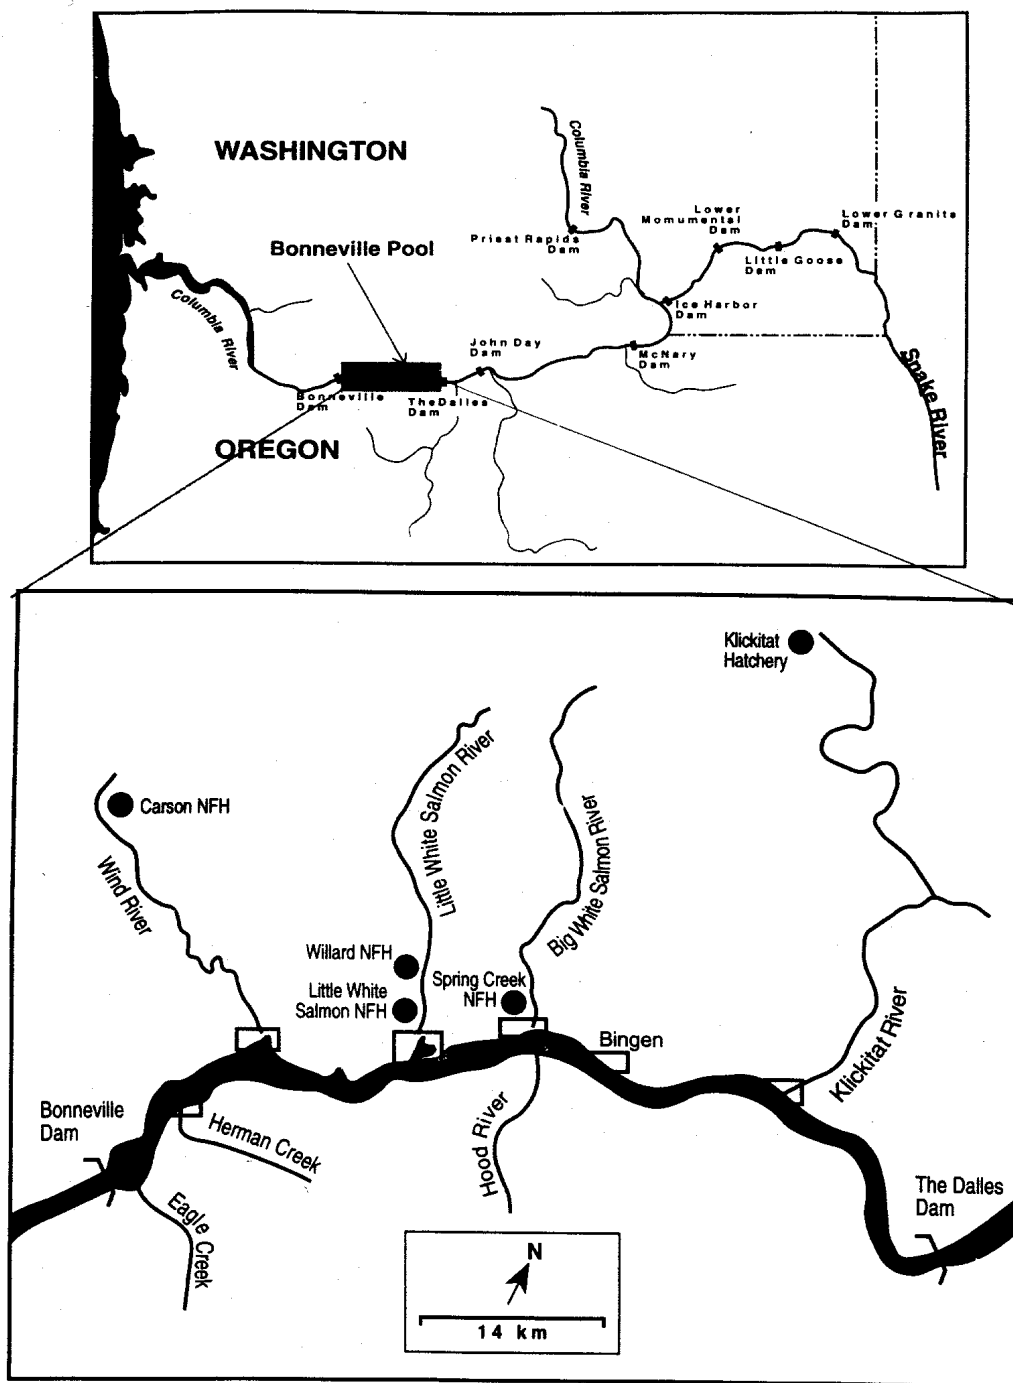 WASHINGTON
Columbia River
Lower
Momumental
Dam
Lower Granite
Dam
Priest Rapids
Dam
Bonneville Pool
Little Goose
Dam
Columbia River
Ice Harbor
Dam
John Day
Dam
McNary
Dam
Snake River
Bonneville
Dam
The Dalles
Dam
OREGON
Klickitat
Hatchery
Little White Salmon River
Carson NFH
Big White Salmon River
Wind River
Willard NFH
Spring Creek
NFH
Little White
Salmon NFH
Klickitat River
Bingen
Bonneville
Dam
Herman Creek
Hood River
The Dalles
Dam
Eagle Creek
N
14 km